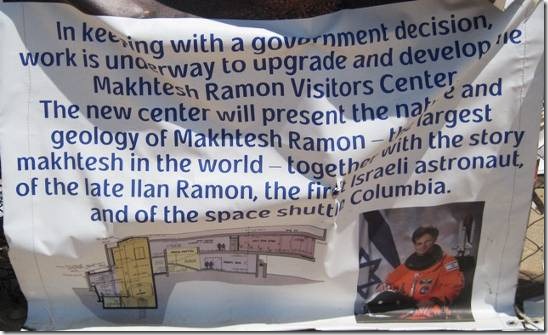 In keeping with a government decision,
work is underway to upgrade and develop the
Makhtesh Ramon Visitors Center
The new center will present the nature and
geology of Makhtesh Ramon – the largest
makhtesh in the world – together with the story
of the late Ilan Ramon, the first Israeli astronaut,
and of the space shuttle Columbia.